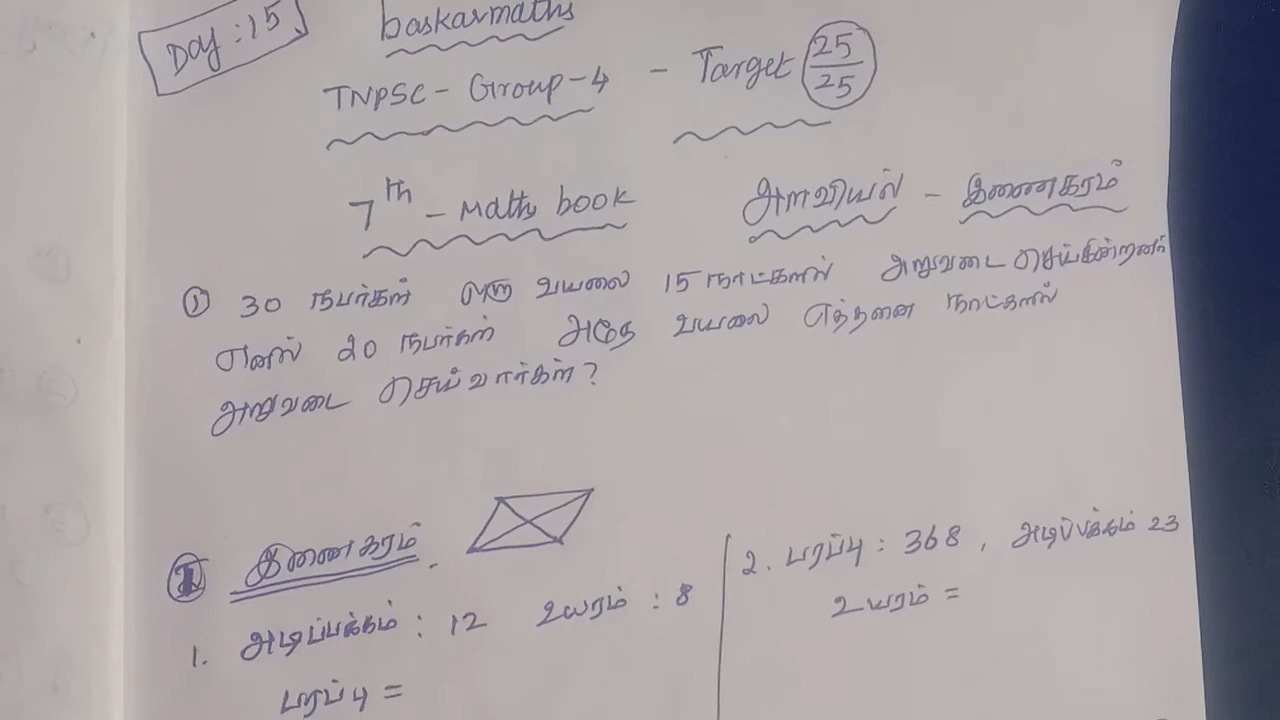 Day : 15
baskarmaths
TNPSC - Group-4 - Target 25/25
7th - Math book அளவியல் - இணைகரம்
① 30 நபர்கள் ஒரு வயலை 15 நாட்களில் அறுவடை செய்கின்றனர்
எனில் 20 நபர்கள் அதே வயலை எத்தனை நாட்களில்
அறுவடை செய்வார்கள்?
II இணைகரம்.
1. அடிப்பக்கம் : 12 உயரம் : 8
பரப்பு =
2. பரப்பு : 368 , அடிப்பக்கம் 23
உயரம் =